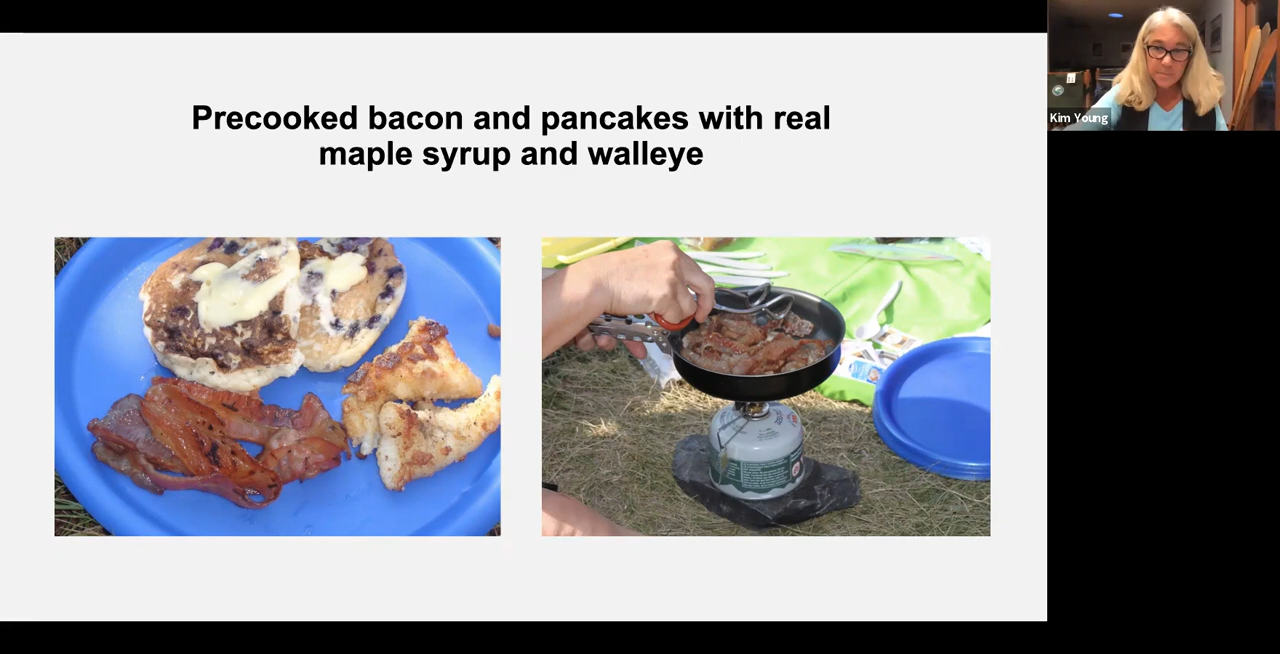 Precooked bacon and pancakes with real
maple syrup and walleye
Kim Young